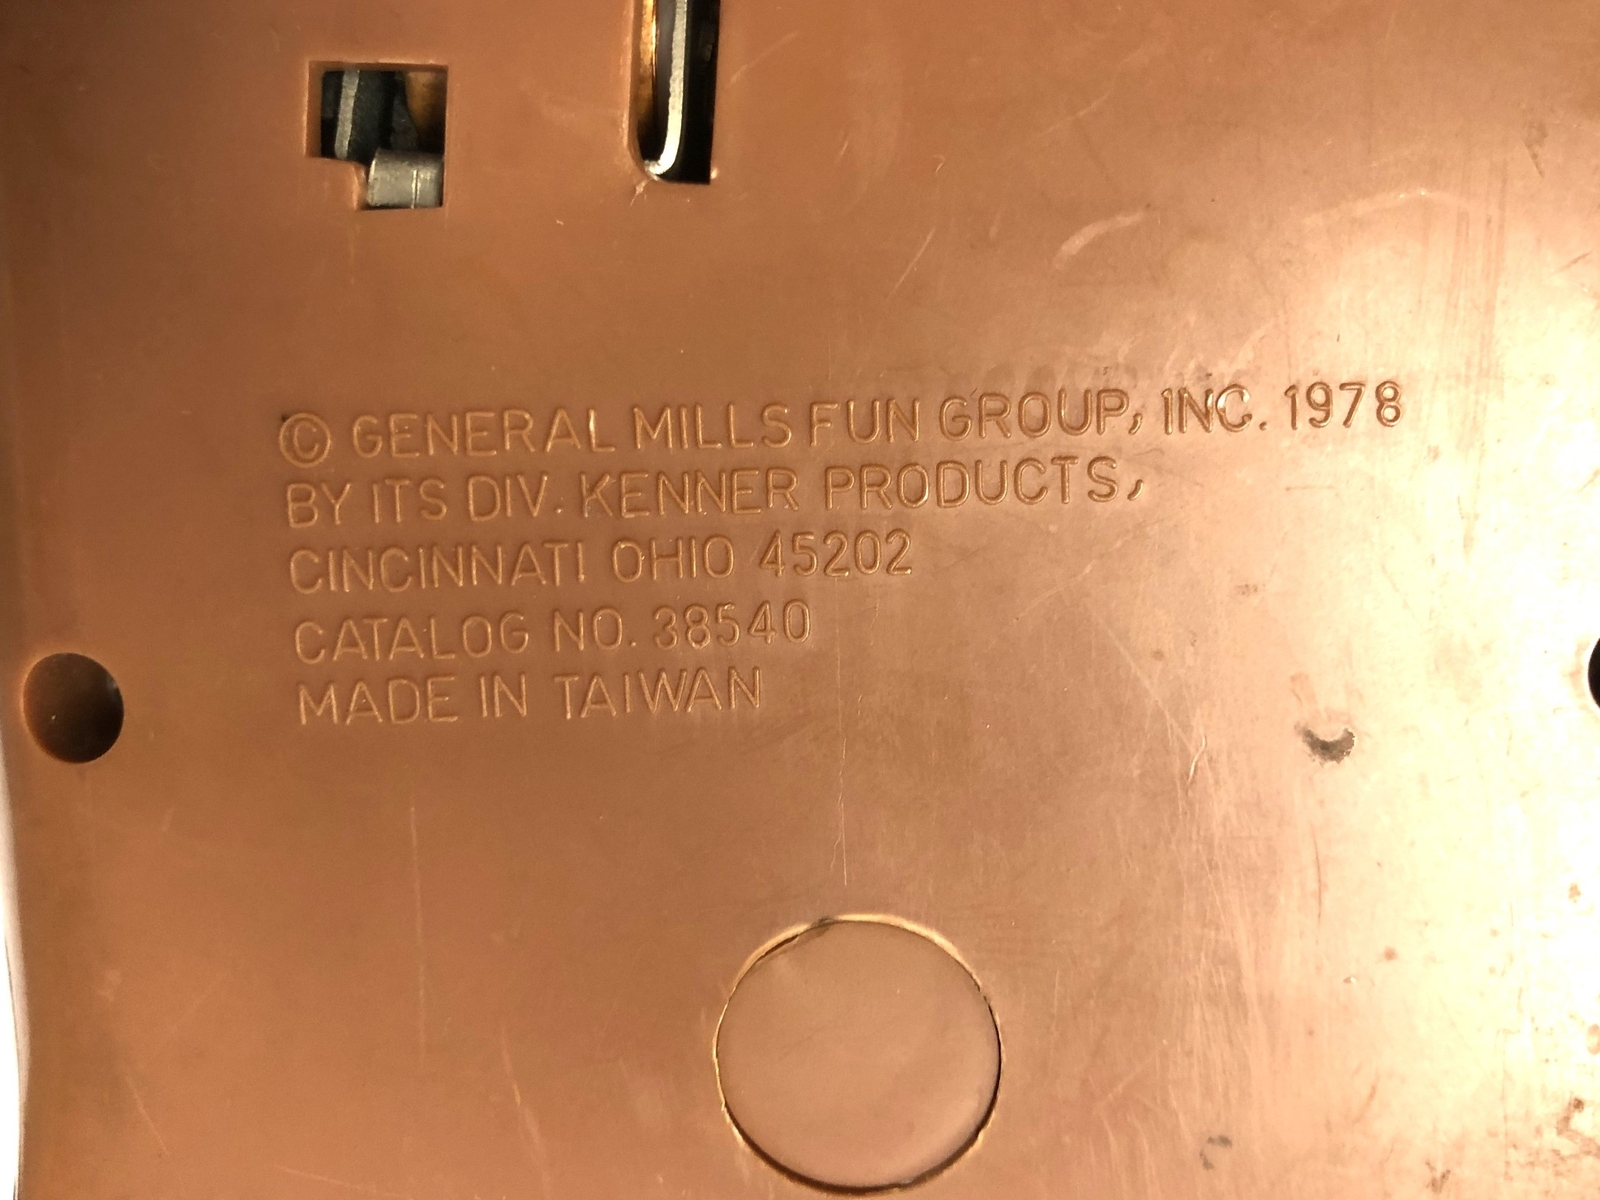 © GENERAL MILLS FUN GROUP, INC. 1978
BY ITS DIV. KENNER PRODUCTS,
CINCINNATI OHIO 45202
CATALOG NO. 38540
MADE IN TAIWAN